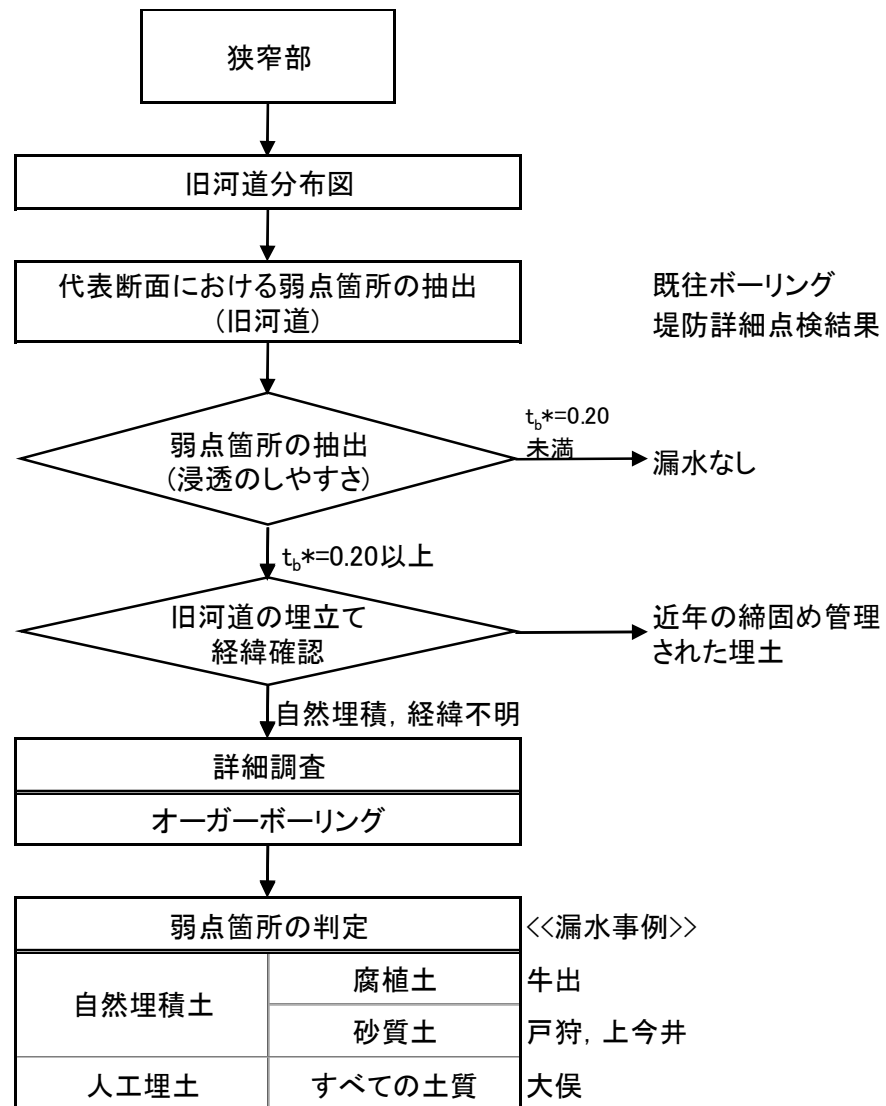 狭窄部
旧河道分布図
代表断面における弱点箇所の抽出
(旧河道)
既往ボーリング
堤防詳細点検結果
弱点箇所の抽出
(浸透のしやすさ)
tb*=0.20
未満
漏水なし
tb*=0.20以上
旧河道の埋立て
経緯確認
近年の締固め管理
された埋土
自然埋積, 経緯不明
詳細調査
オーガーボーリング
弱点箇所の判定
<<漏水事例>>
自然埋積土
腐植土
牛出
砂質土
戸狩, 上今井
人工埋土
すべての土質
大俣